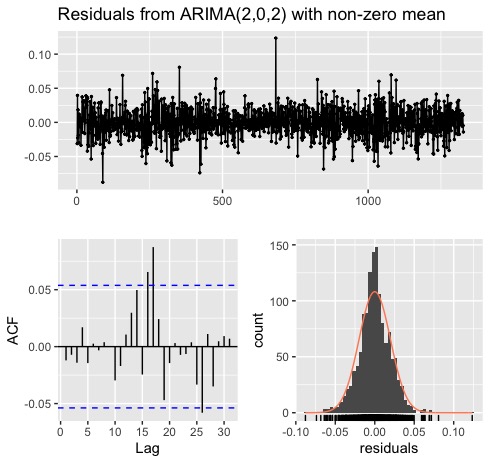 Residuals from ARIMA(2,0,2) with non-zero mean
0.10
0.05
0.00
-0.05
0 500 1000
ACF
0.05
0.00
-0.05
0 5 10 15 20 25 30
Lag
count
150
100
50
0
-0.10 -0.05 0.00 0.05 0.10
residuals